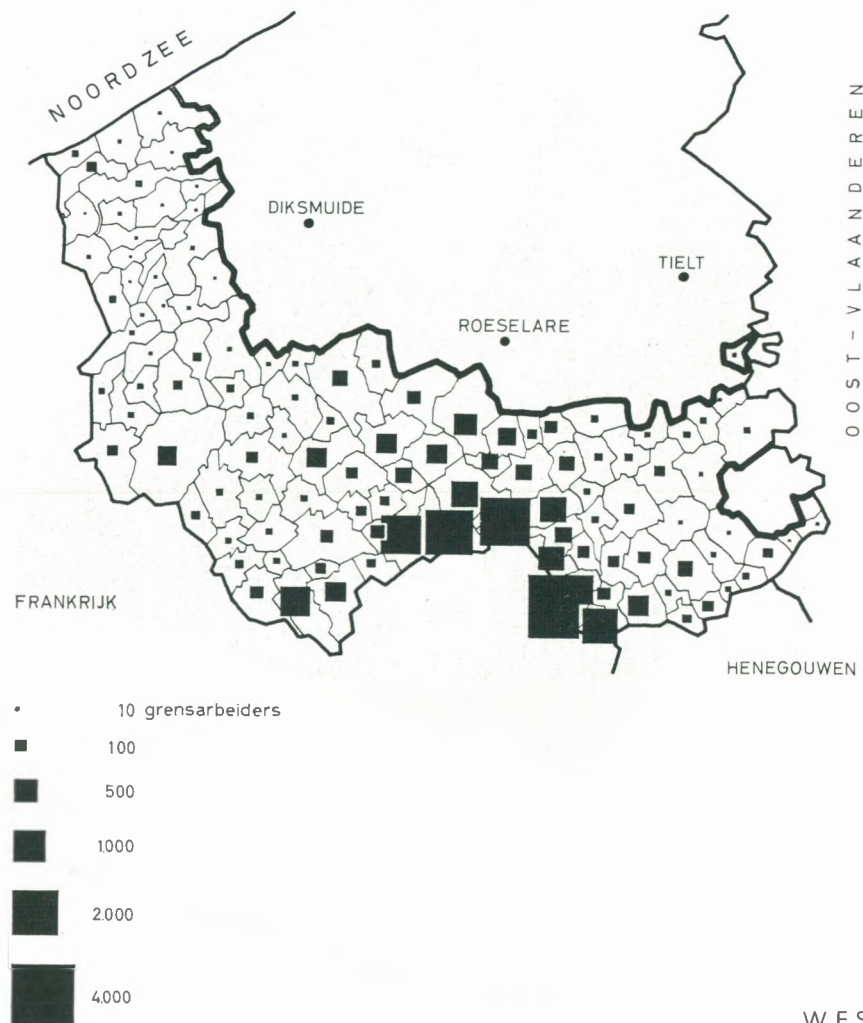 NOORDZEE
OOST-VLAANDEREN
DIKSMUIDE
TIELT
ROESELARE
FRANKRIJK
HENEGOUWEN
10 grensarbeiders
100
500
1.000
2.000
4.000